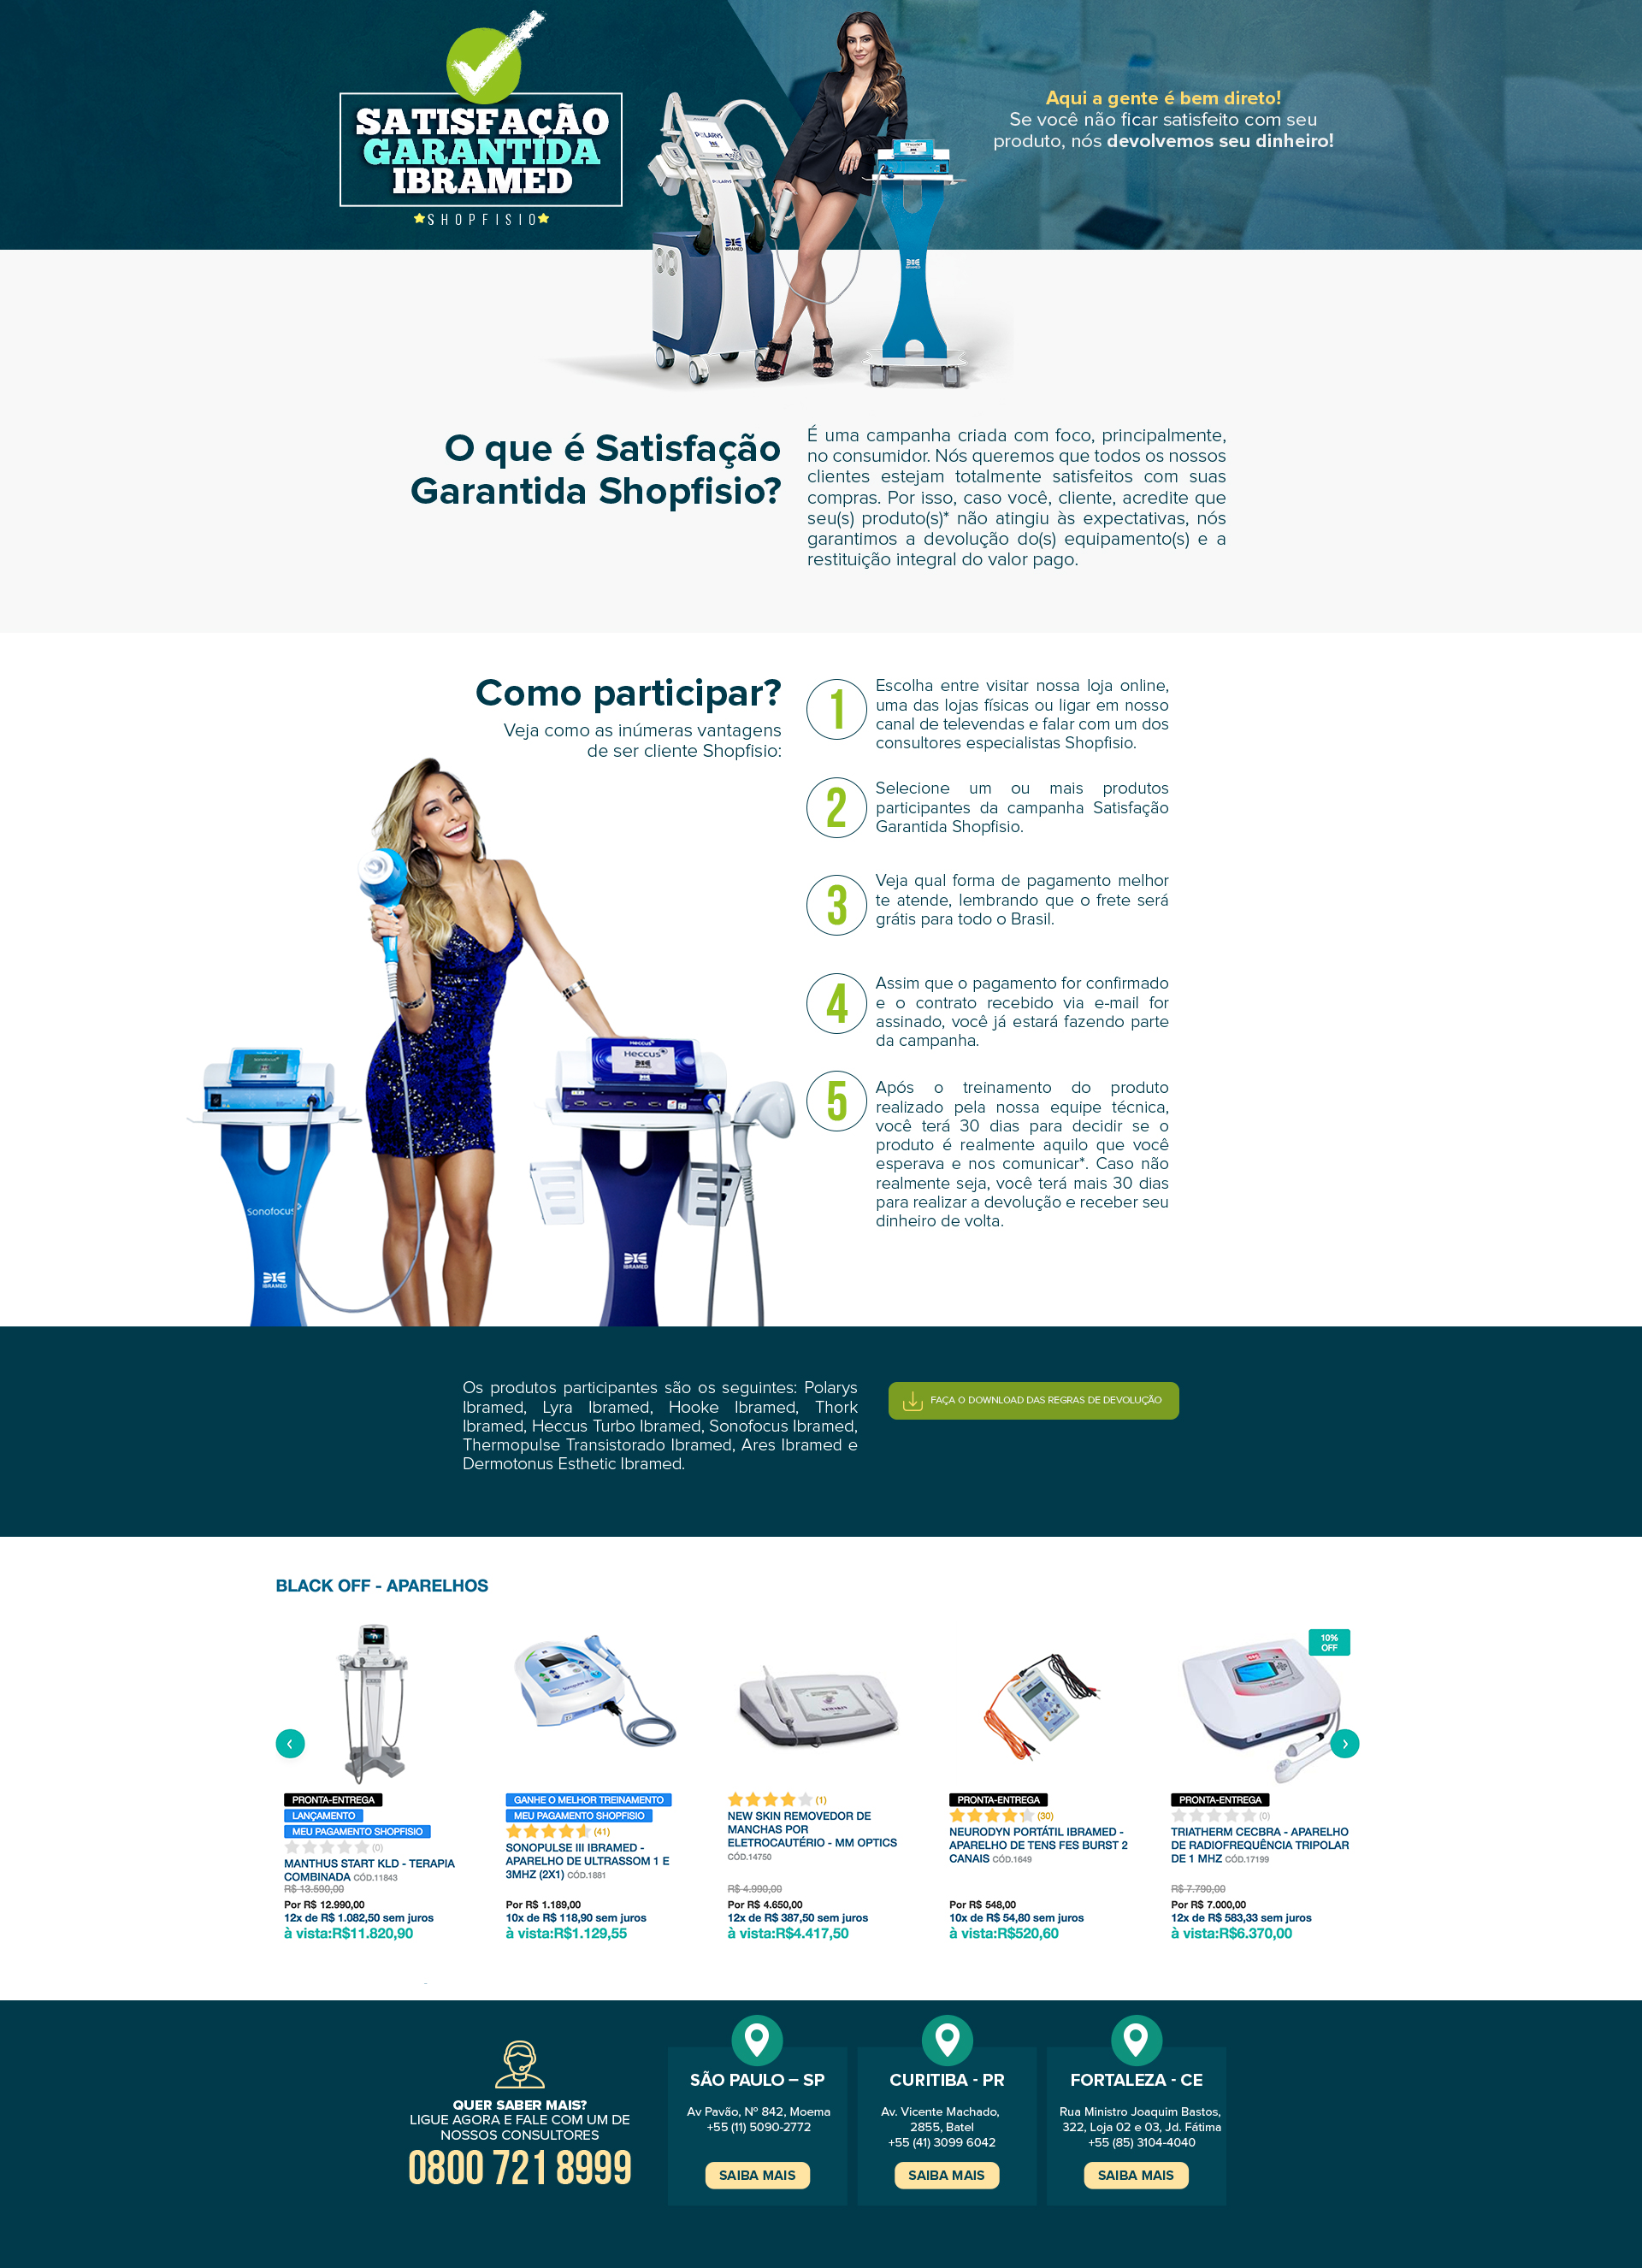 SATISFAÇÃO
GARANTIDA
IBRAMED
SHOPFISIO
Aqui a gente é bem direto!
Se você não ficar satisfeito com seu
produto, nós devolvemos seu dinheiro!
POLARYS
POLARYS
IBRAMED
IBRAMED
O que é Satisfação
Garantida Shopfisio?
É uma campanha criada com foco, principalmente,
no consumidor. Nós queremos que todos os nossos
clientes estejam totalmente satisfeitos com suas
compras. Por isso, caso você, cliente, acredite que
seu(s) produto(s)* não atingiu às expectativas, nós
garantimos a devolução do(s) equipamento(s) e a
restituição integral do valor pago.
Como participar?
Veja como as inúmeras vantagens
de ser cliente Shopfisio:
1
Escolha entre visitar nossa loja online,
uma das lojas físicas ou ligar em nosso
canal de televendas e falar com um dos
consultores especialistas Shopfisio.
2
Selecione um ou mais produtos
participantes da campanha Satisfação
Garantida Shopfisio.
3
Veja qual forma de pagamento melhor
te atende, lembrando que o frete será
grátis para todo o Brasil.
4
Assim que o pagamento for confirmado
e o contrato recebido via e-mail for
assinado, você já estará fazendo parte
da campanha.
5
Após o treinamento do produto
realizado pela nossa equipe técnica,
você terá 30 dias para decidir se o
produto é realmente aquilo que você
esperava e nos comunicar*. Caso não
realmente seja, você terá mais 30 dias
para realizar a devolução e receber seu
dinheiro de volta.
Sonofocus
Heccus
Heccus
Sonofocus
IBRAMED
IBRAMED
Os produtos participantes são os seguintes: Polarys
Ibramed, Lyra Ibramed, Hooke Ibramed, Thork
Ibramed, Heccus Turbo Ibramed, Sonofocus Ibramed,
Thermopulse Transistorado Ibramed, Ares Ibramed e
Dermotonus Esthetic Ibramed.
FAÇA O DOWNLOAD DAS REGRAS DE DEVOLUÇÃO
BLACK OFF - APARELHOS
PRONTA-ENTREGA
LANÇAMENTO
MEU PAGAMENTO SHOPFISIO
(0)
MANTHUS START KLD - TERAPIA
COMBINADA CÓD.11843
R$ 13.590,00
Por R$ 12.990,00
12x de R$ 1.082,50 sem juros
à vista:R$11.820,90
GANHE O MELHOR TREINAMENTO
MEU PAGAMENTO SHOPFISIO
(41)
SONOPULSE III IBRAMED -
APARELHO DE ULTRASSOM 1 E
3MHZ (2X1) CÓD.1881
Por R$ 1.189,00
10x de R$ 118,90 sem juros
à vista:R$1.129,55
(1)
NEW SKIN REMOVEDOR DE
MANCHAS POR
ELETROCAUTÉRIO - MM OPTICS
CÓD.14750
R$ 4.990,00
Por R$ 4.650,00
12x de R$ 387,50 sem juros
à vista:R$4.417,50
PRONTA-ENTREGA
(30)
NEURODYN PORTÁTIL IBRAMED -
APARELHO DE TENS FES BURST 2
CANAIS CÓD.1649
Por R$ 548,00
10x de R$ 54,80 sem juros
à vista:R$520,60
10%
OFF
PRONTA-ENTREGA
(0)
TRIATHERM CECBRA - APARELHO
DE RADIOFREQUÊNCIA TRIPOLAR
DE 1 MHZ CÓD.17199
R$ 7.790,00
Por R$ 7.000,00
12x de R$ 583,33 sem juros
à vista:R$6.370,00
QUER SABER MAIS?
LIGUE AGORA E FALE COM UM DE
NOSSOS CONSULTORES
0800 721 8999
SÃO PAULO – SP
Av Pavão, Nº 842, Moema
+55 (11) 5090-2772
SAIBA MAIS
CURITIBA - PR
Av. Vicente Machado,
2855, Batel
+55 (41) 3099 6042
SAIBA MAIS
FORTALEZA - CE
Rua Ministro Joaquim Bastos,
322, Loja 02 e 03, Jd. Fátima
+55 (85) 3104-4040
SAIBA MAIS